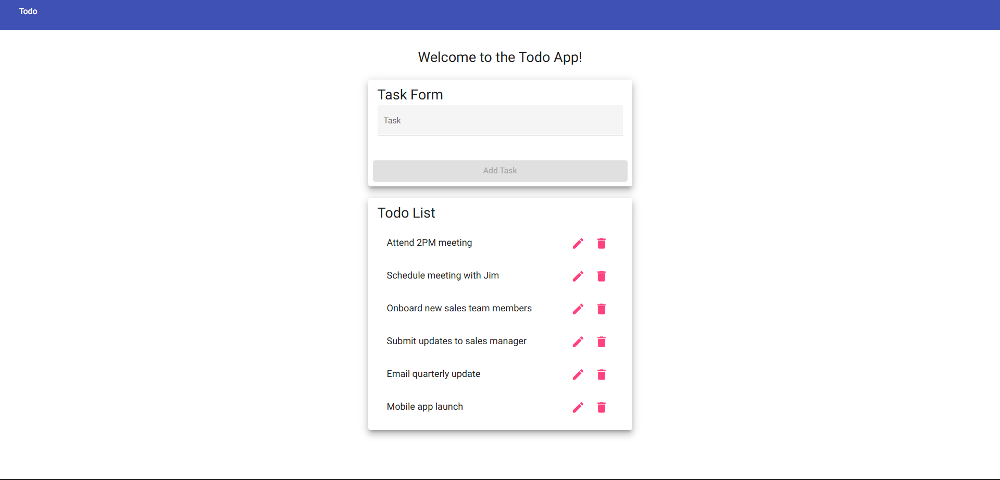 Todo
Welcome to the Todo App!
Task Form
Task
Add Task
Todo List
Attend 2PM meeting
Schedule meeting with Jim
Onboard new sales team members
Submit updates to sales manager
Email quarterly update
Mobile app launch